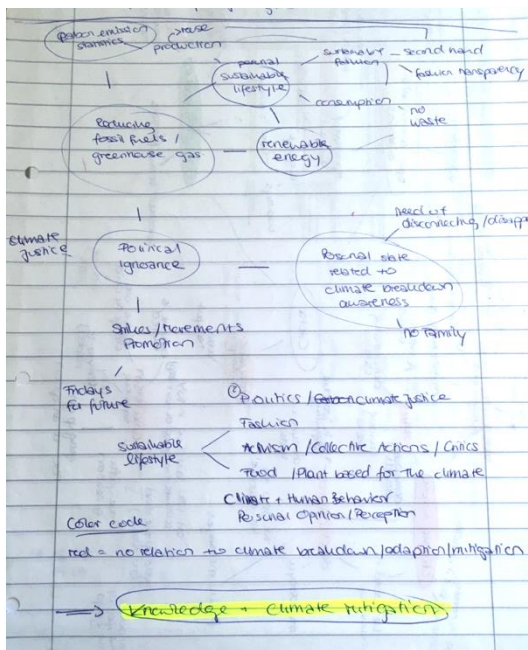 Carbon emission
statistics
reuse
production
personal
sustainable
lifestyle
sustainable
fashion
second hand
fashion transparency
consumption
no
waste
Reducing
fossil fuels /
greenhouse gas
renewable
energy
climate
justice
Political
ignorance
Need of
disconnecting /
Personal state
related to
climate breakdown
awareness
no family
Strikes / Movements
Promotion
Fridays
for future
Politics / climate justice
Sustainable
lifestyle
Fashion
Activism / Collective Actions / Critics
Food / Plant based for the climate
Climate + Human Behavior
Personal Opinion / Perception
Color code
red = no relation to climate breakdown/adaption/mitigation
Knowledge + climate mitigation